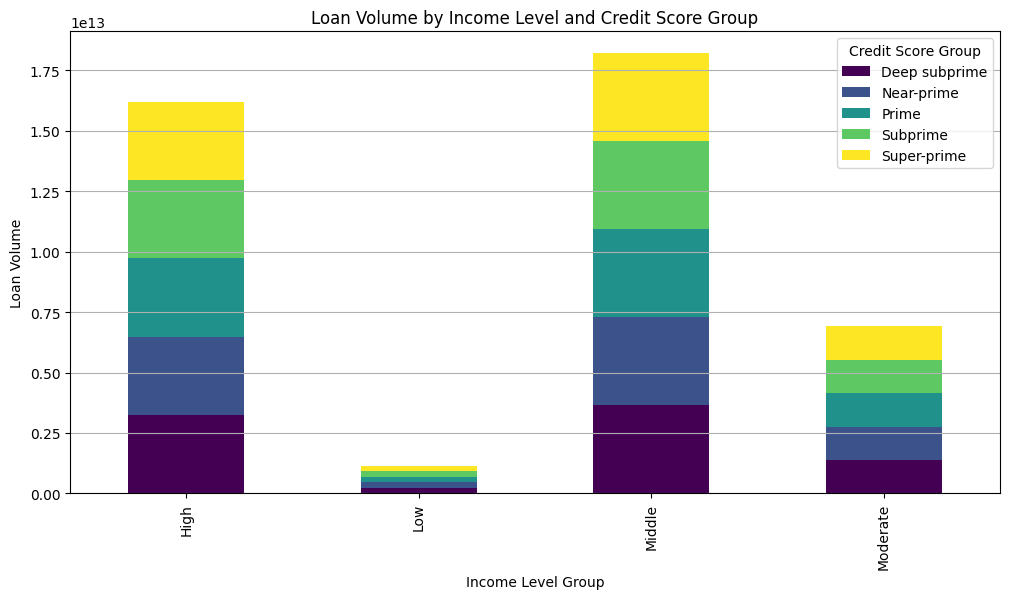 Loan Volume by Income Level and Credit Score Group
1e13
Credit Score Group
Deep subprime
Near-prime
Prime
Subprime
Super-prime
1.75
1.50
1.25
1.00
0.75
0.50
0.25
0.00
Loan Volume
High
Low
Middle
Moderate
Income Level Group